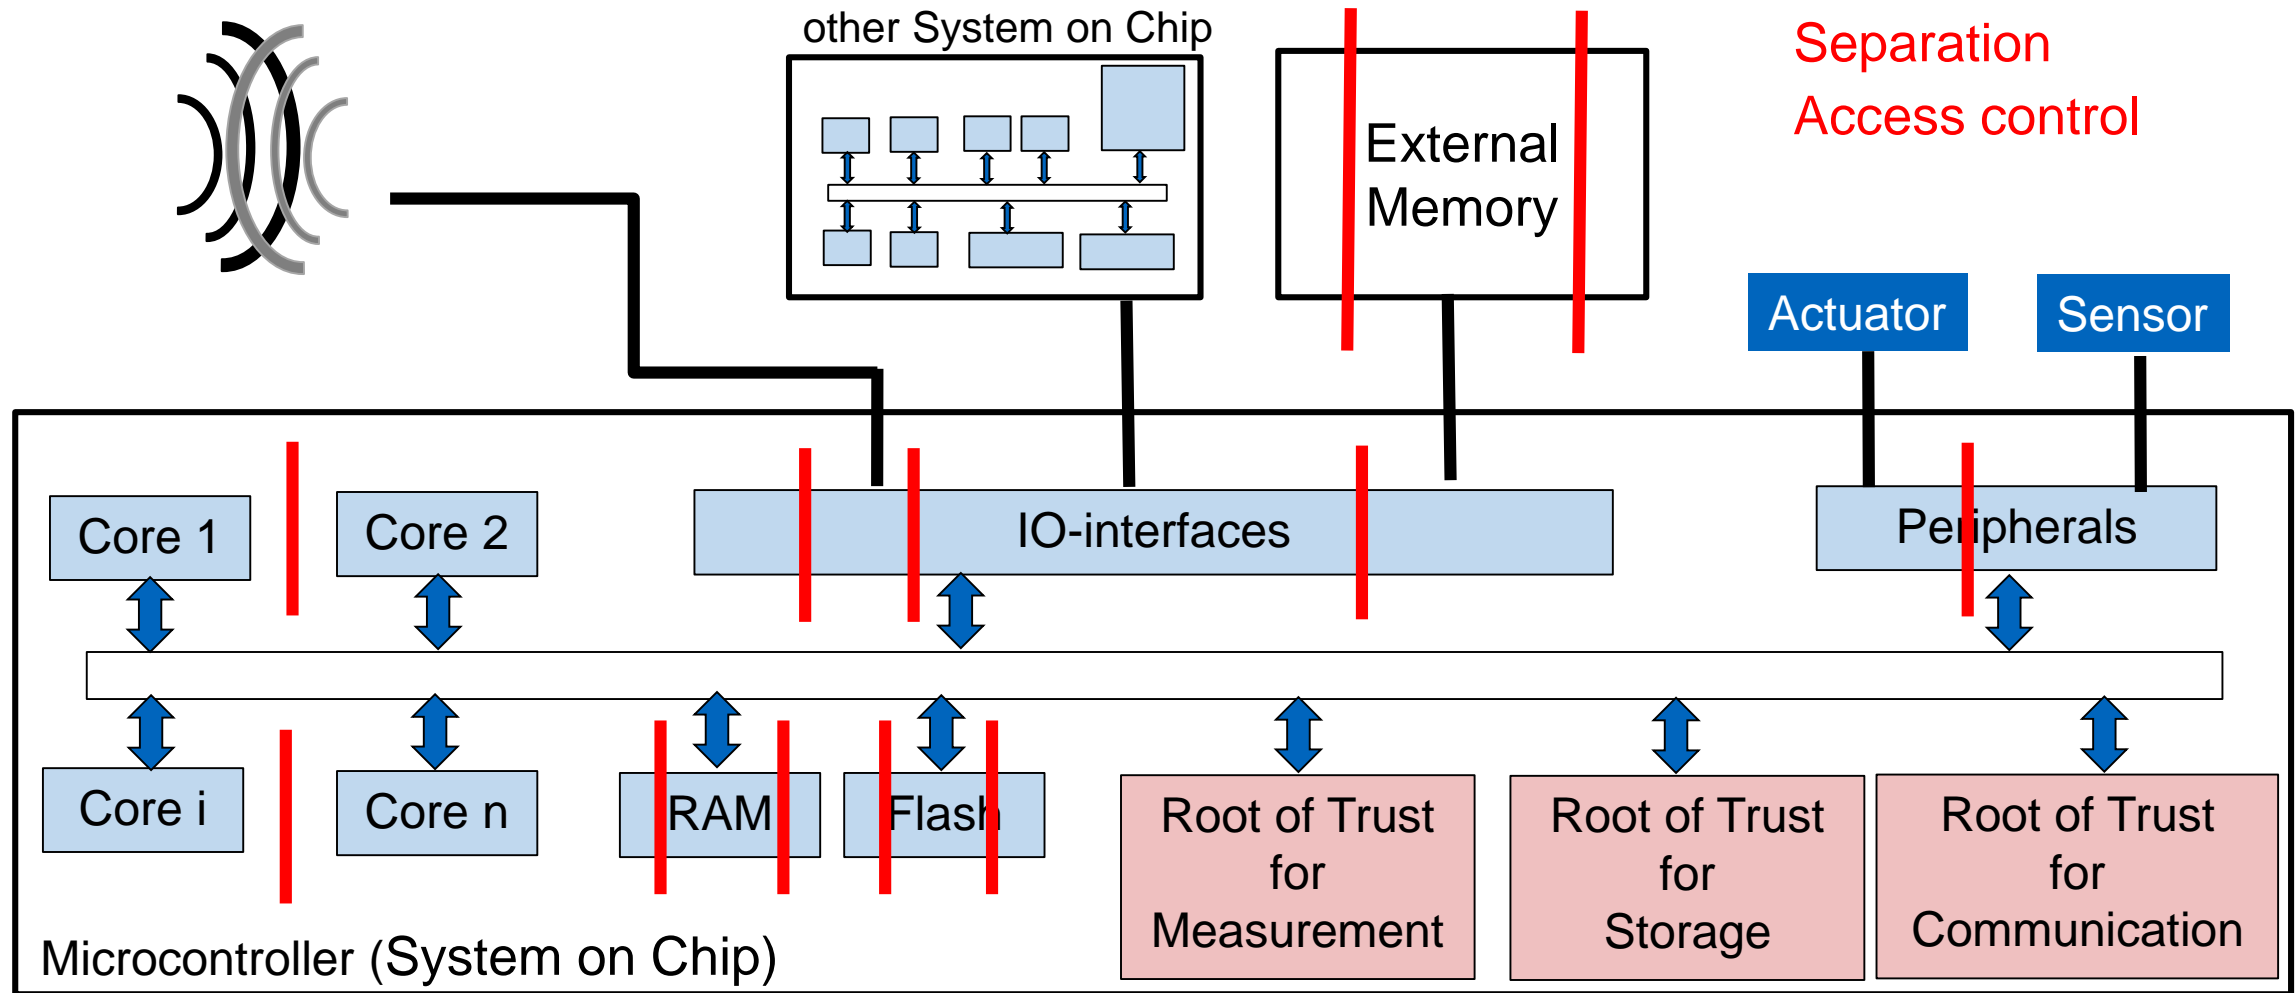 other System on Chip
Separation
Access control
External
Memory
Actuator
Sensor
Core 1
Core 2
IO-interfaces
Peripherals
Core i
Core n
RAM
Flash
Root of Trust
for
Measurement
Root of Trust
for
Storage
Root of Trust
for
Communication
Microcontroller (System on Chip)